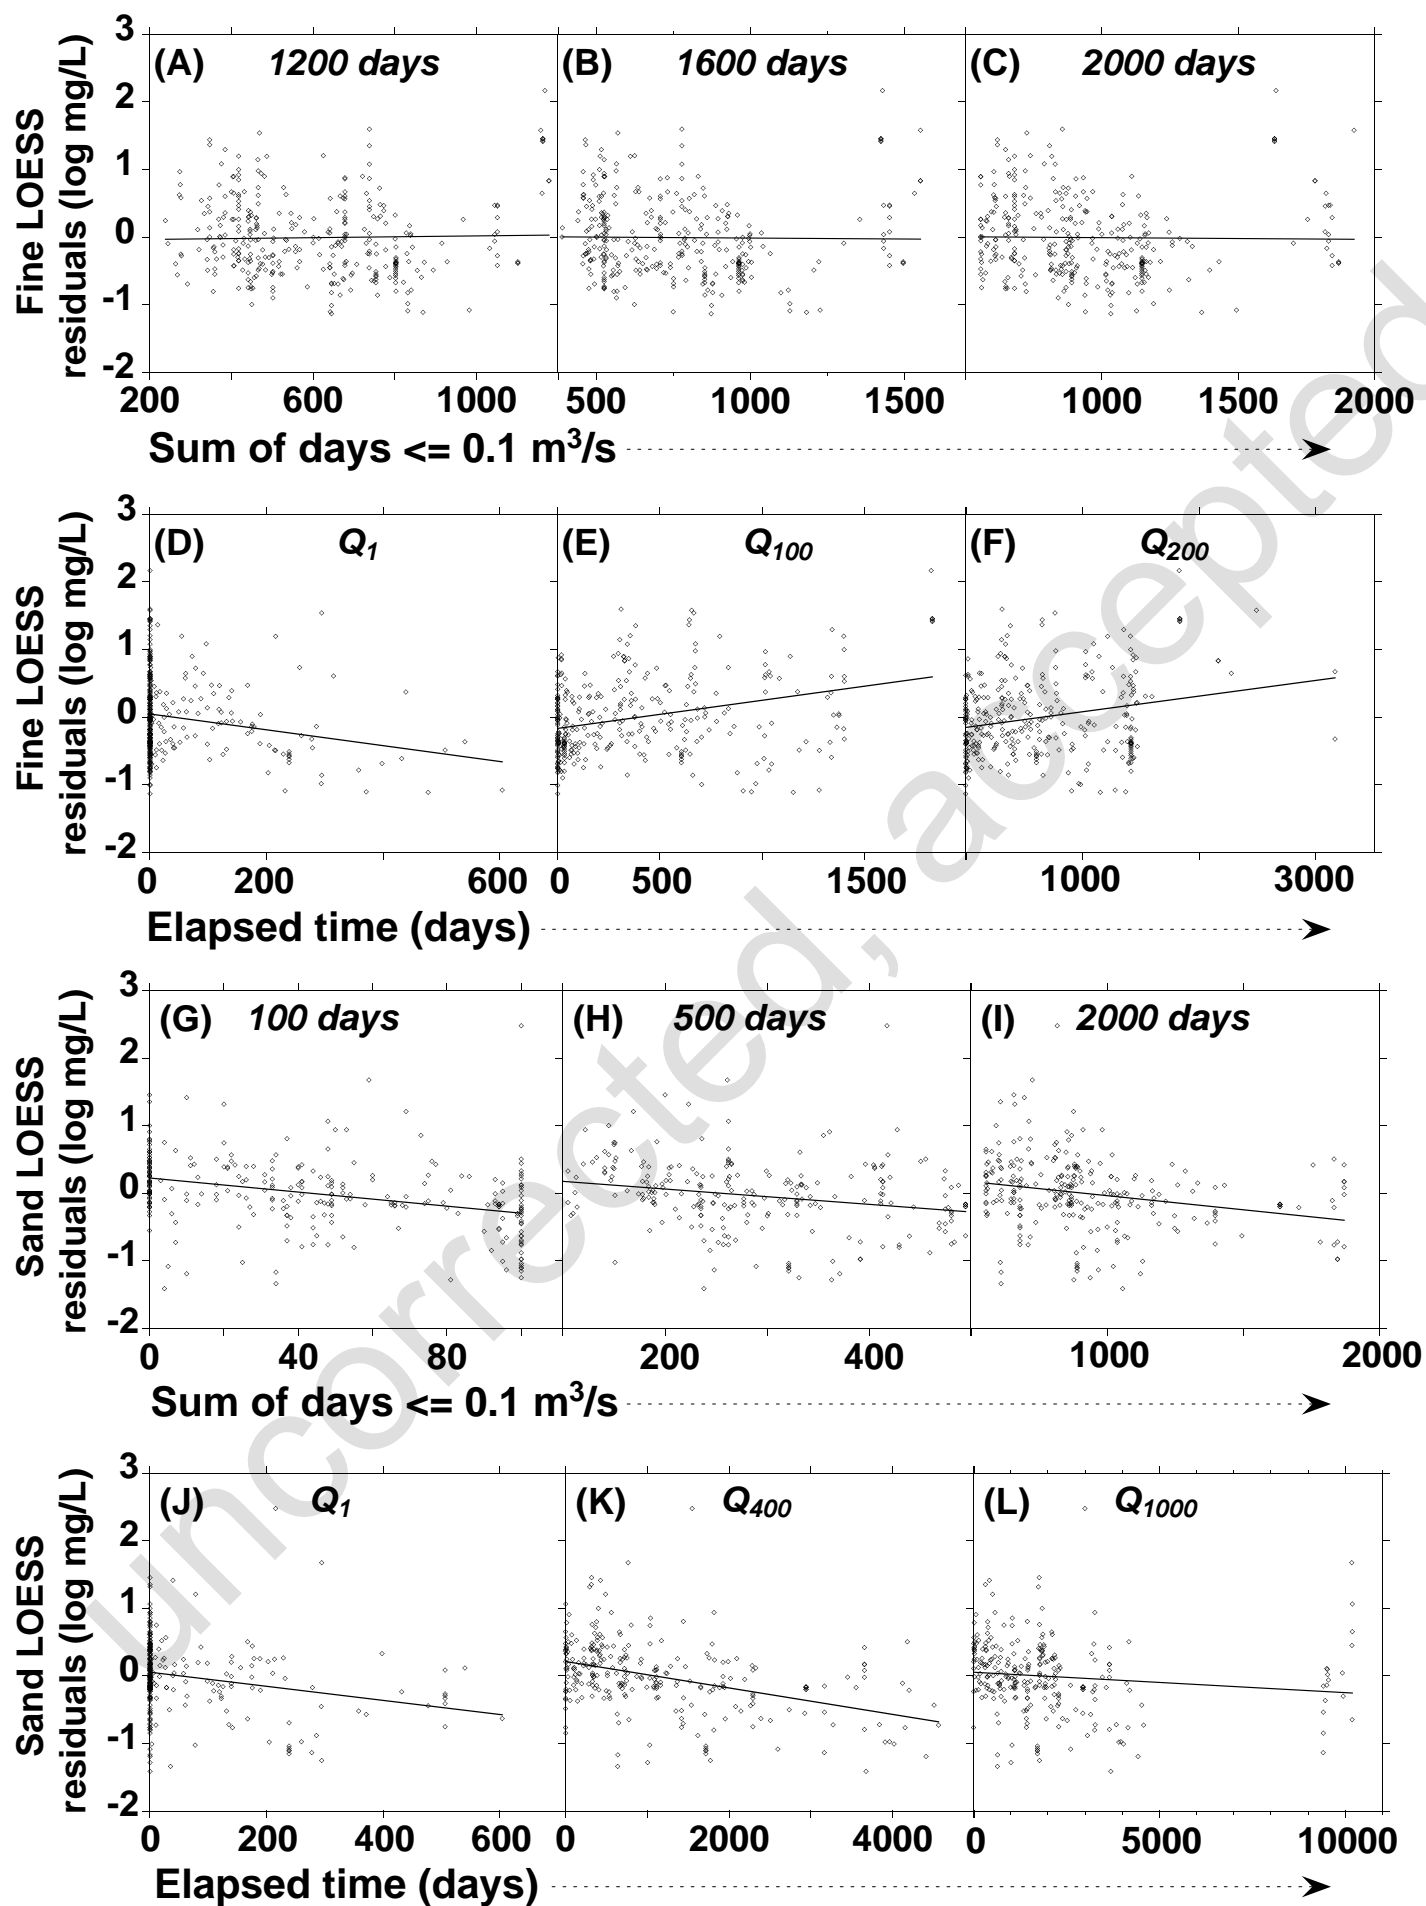 Fine LOESS
residuals (log mg/L)
3
2
1
0
-1
-2
(A) 1200 days
(B) 1600 days
(C) 2000 days
200 600 1000 500 1000 1500 1000 1500 2000
Sum of days <= 0.1 m³/s
Fine LOESS
residuals (log mg/L)
3
2
1
0
-1
-2
(D) Q₁
(E) Q₁₀₀
(F) Q₂₀₀
0 200 600 0 500 1500 1000 3000
Elapsed time (days)
Sand LOESS
residuals (log mg/L)
3
2
1
0
-1
-2
(G) 100 days
(H) 500 days
(I) 2000 days
0 40 80 200 400 1000 2000
Sum of days <= 0.1 m³/s
Sand LOESS
residuals (log mg/L)
3
2
1
0
-1
-2
(J) Q₁
(K) Q₄₀₀
(L) Q₁₀₀₀
0 200 400 600 0 2000 4000 0 5000 10000
Elapsed time (days)
uncorrected, accepted